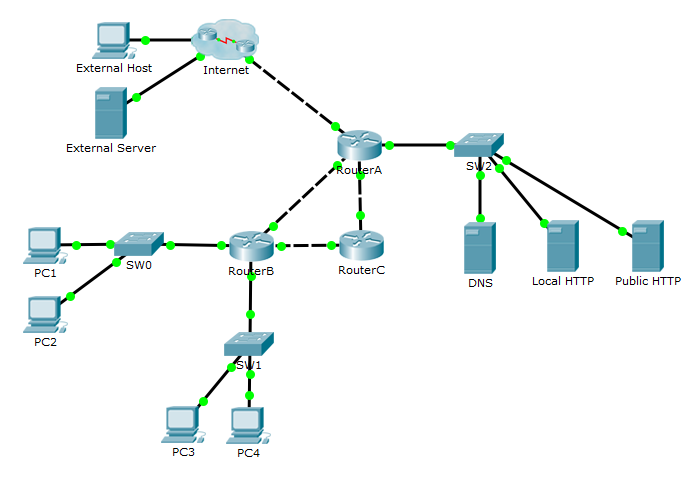 External Host
Internet
External Server
RouterA
SW2
PC1
SW0
RouterB
RouterC
DNS
Local HTTP
Public HTTP
PC2
SW1
PC3
PC4